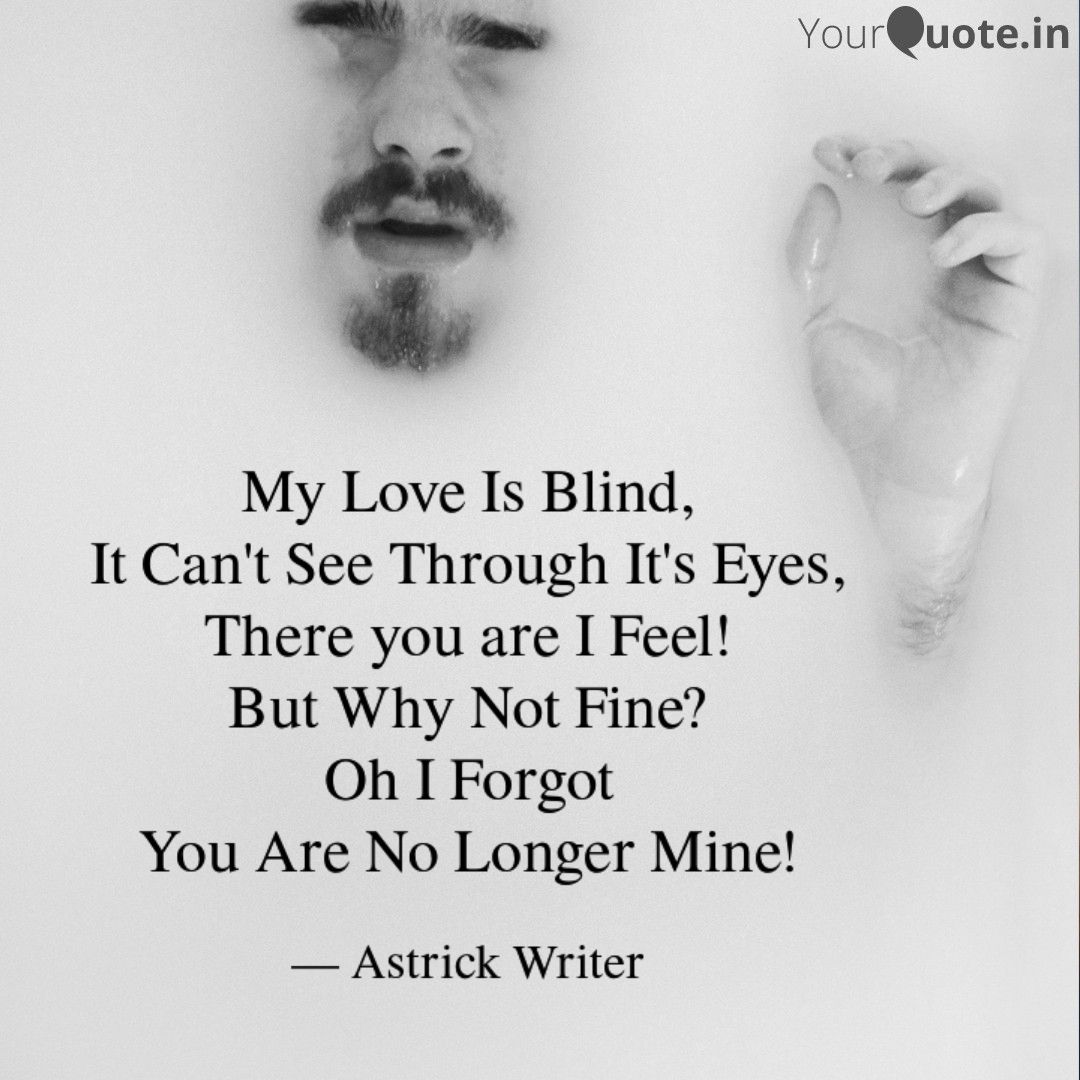 YourQuote.in
My Love Is Blind,
It Can't See Through It's Eyes,
There you are I Feel!
But Why Not Fine?
Oh I Forgot
You Are No Longer Mine!
— Astrick Writer